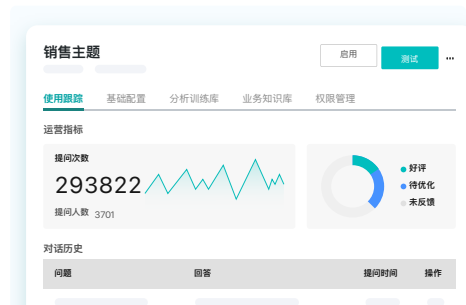 销售主题
启用 测试 ...
使用跟踪 基础配置 分析训练库 业务知识库 权限管理
运营指标
提问次数
293822
提问人数 3701
好评
待优化
未反馈
对话历史
问题 回答 提问时间 操作